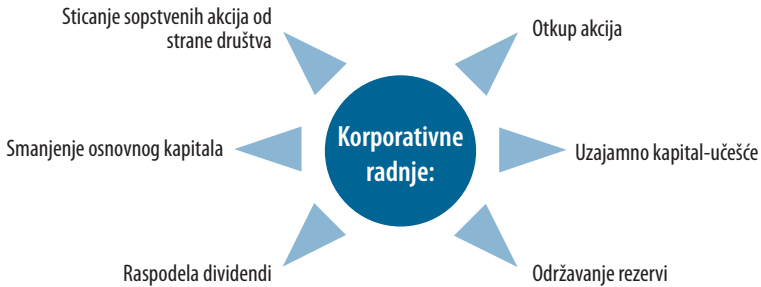 Sticanje sopstvenih akcija od
strane društva
Otkup akcija
Smanjenje osnovnog kapitala
Korporativne
radnje:
Uzajamno kapital-učešće
Raspodela dividendi
Održavanje rezervi